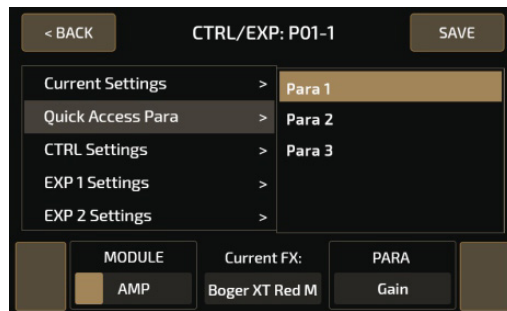 < BACK CTRL/EXP: P01-1 SAVE
Current Settings > Para 1
Quick Access Para > Para 2
CTRL Settings > Para 3
EXP 1 Settings >
EXP 2 Settings >
MODULE Current FX: PARA
AMP Boger XT Red M Gain